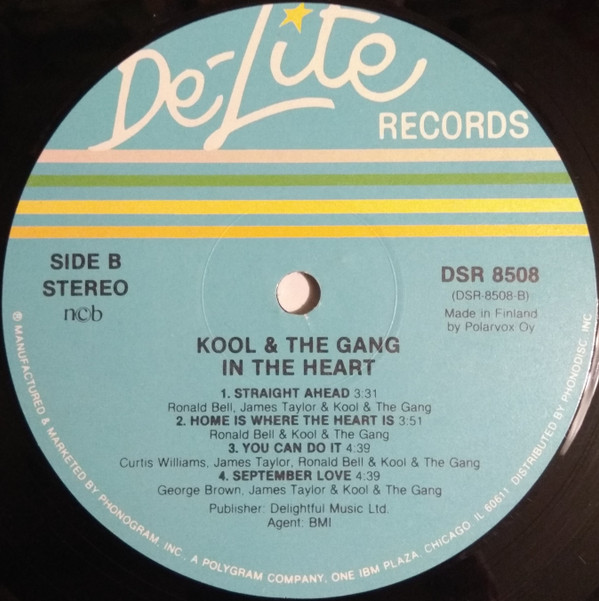 De-Lite
RECORDS
SIDE B
STEREO
ncb
DSR 8508
(DSR-8508-B)
Made in Finland
by Polarvox Oy
KOOL & THE GANG
IN THE HEART
1. STRAIGHT AHEAD 3:31
Ronald Bell, James Taylor & Kool & The Gang
2. HOME IS WHERE THE HEART IS 3:51
Ronald Bell & Kool & The Gang
3. YOU CAN DO IT 4:39
Curtis Williams, James Taylor, Ronald Bell & Kool & The Gang
4. SEPTEMBER LOVE 4:39
George Brown, James Taylor & Kool & The Gang
Publisher: Delightful Music Ltd.
Agent: BMI
® MANUFACTURED & MARKETED BY PHONOGRAM, INC., A POLYGRAM COMPANY, ONE IBM PLAZA, CHICAGO, IL 60611 DISTRIBUTED BY PHONODISC, INC